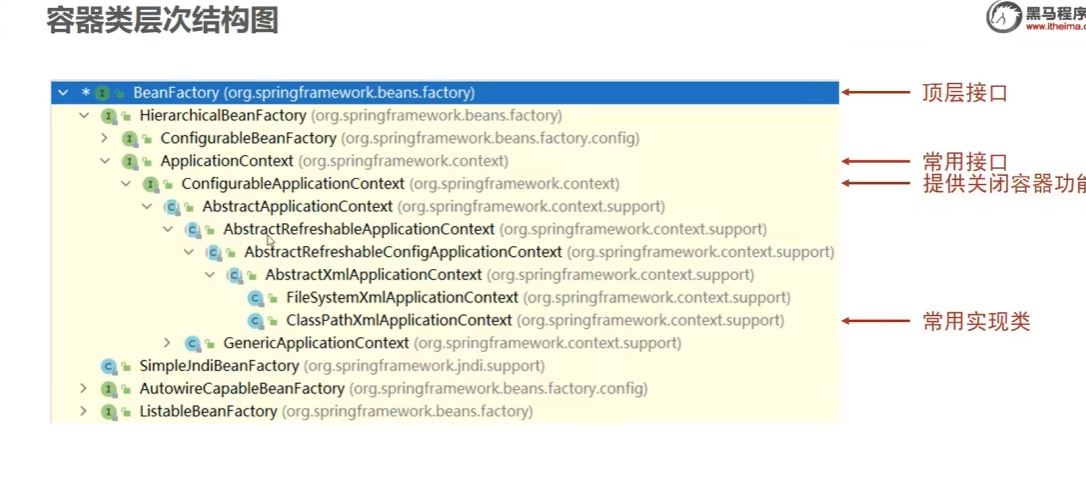 容器类层次结构图
黑马程序
www.itheima.c
BeanFactory (org.springframework.beans.factory)
顶层接口
HierarchicalBeanFactory (org.springframework.beans.factory)
ConfigurableBeanFactory (org.springframework.beans.factory.config)
ApplicationContext (org.springframework.context)
常用接口
ConfigurableApplicationContext (org.springframework.context)
提供关闭容器功能
AbstractApplicationContext (org.springframework.context.support)
AbstractRefreshableApplicationContext (org.springframework.context.support)
AbstractRefreshableConfigApplicationContext (org.springframework.context.support)
AbstractXmlApplicationContext (org.springframework.context.support)
FileSystemXmlApplicationContext (org.springframework.context.support)
ClassPathXmlApplicationContext (org.springframework.context.support)
常用实现类
GenericApplicationContext (org.springframework.context.support)
SimpleJndiBeanFactory (org.springframework.jndi.support)
AutowireCapableBeanFactory (org.springframework.beans.factory.config)
ListableBeanFactory (org.springframework.beans.factory)